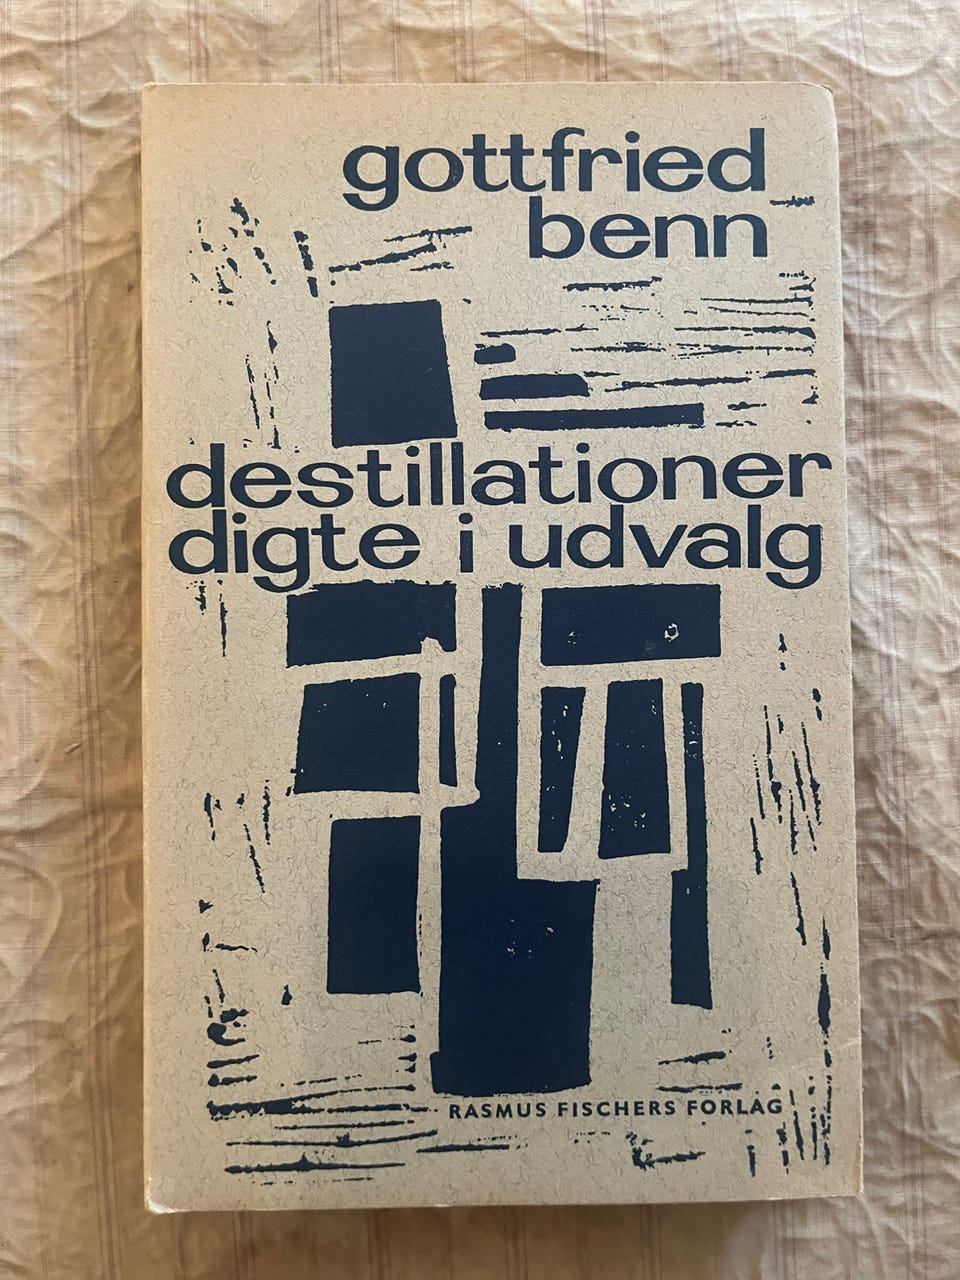 gottfried
benn
destillationer
digte i udvalg
RASMUS FISCHERS FORLAG